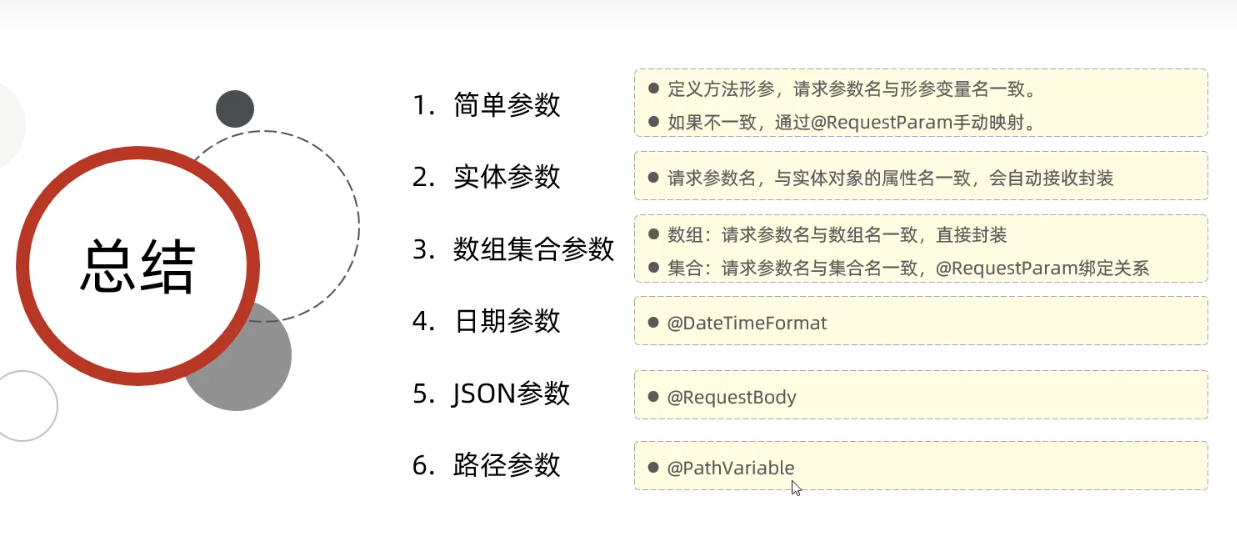 总结
1. 简单参数
● 定义方法形参，请求参数名与形参变量名一致。
● 如果不一致，通过@RequestParam手动映射。
2. 实体参数
● 请求参数名，与实体对象的属性名一致，会自动接收封装
3. 数组集合参数
● 数组：请求参数名与数组名一致，直接封装
● 集合：请求参数名与集合名一致，@RequestParam绑定关系
4. 日期参数
● @DateTimeFormat
5. JSON参数
● @RequestBody
6. 路径参数
● @PathVariable